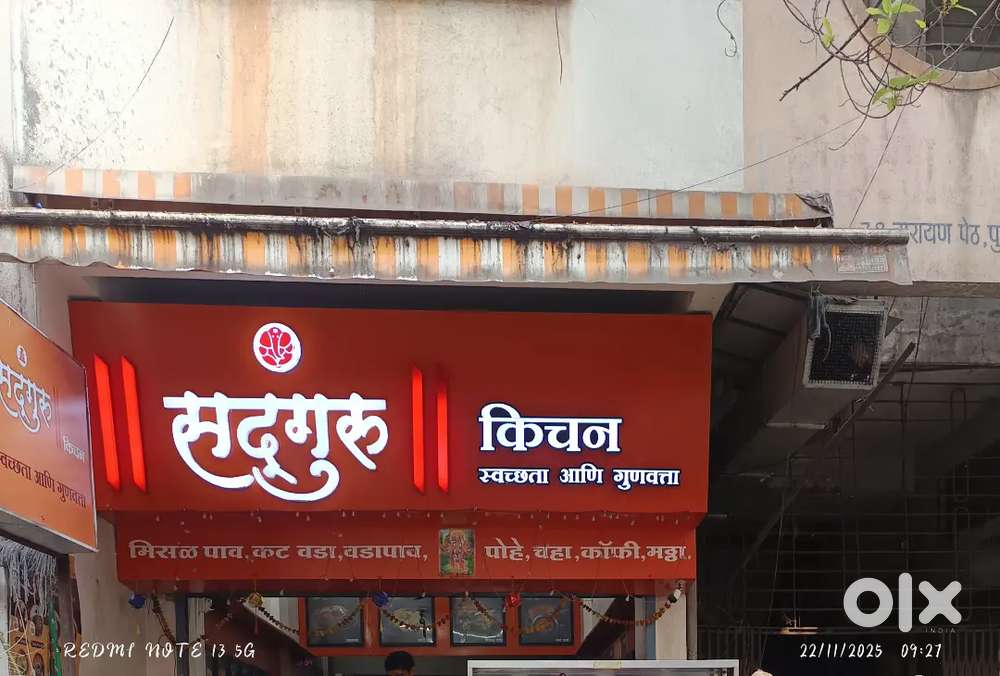 नारायण पेठ,
सद्गुरु
किचन
स्वच्छता आणि गुणवत्ता
सद्गुरु
किचन
स्वच्छता आणि गुणवत्ता
मिसळ पाव, कट वडा, वडापाव, पोहे, चहा, कॉफी, मठ्ठा.
olx
INDIA
REDMI NOTE 13 5G
22/11/2025 09:27